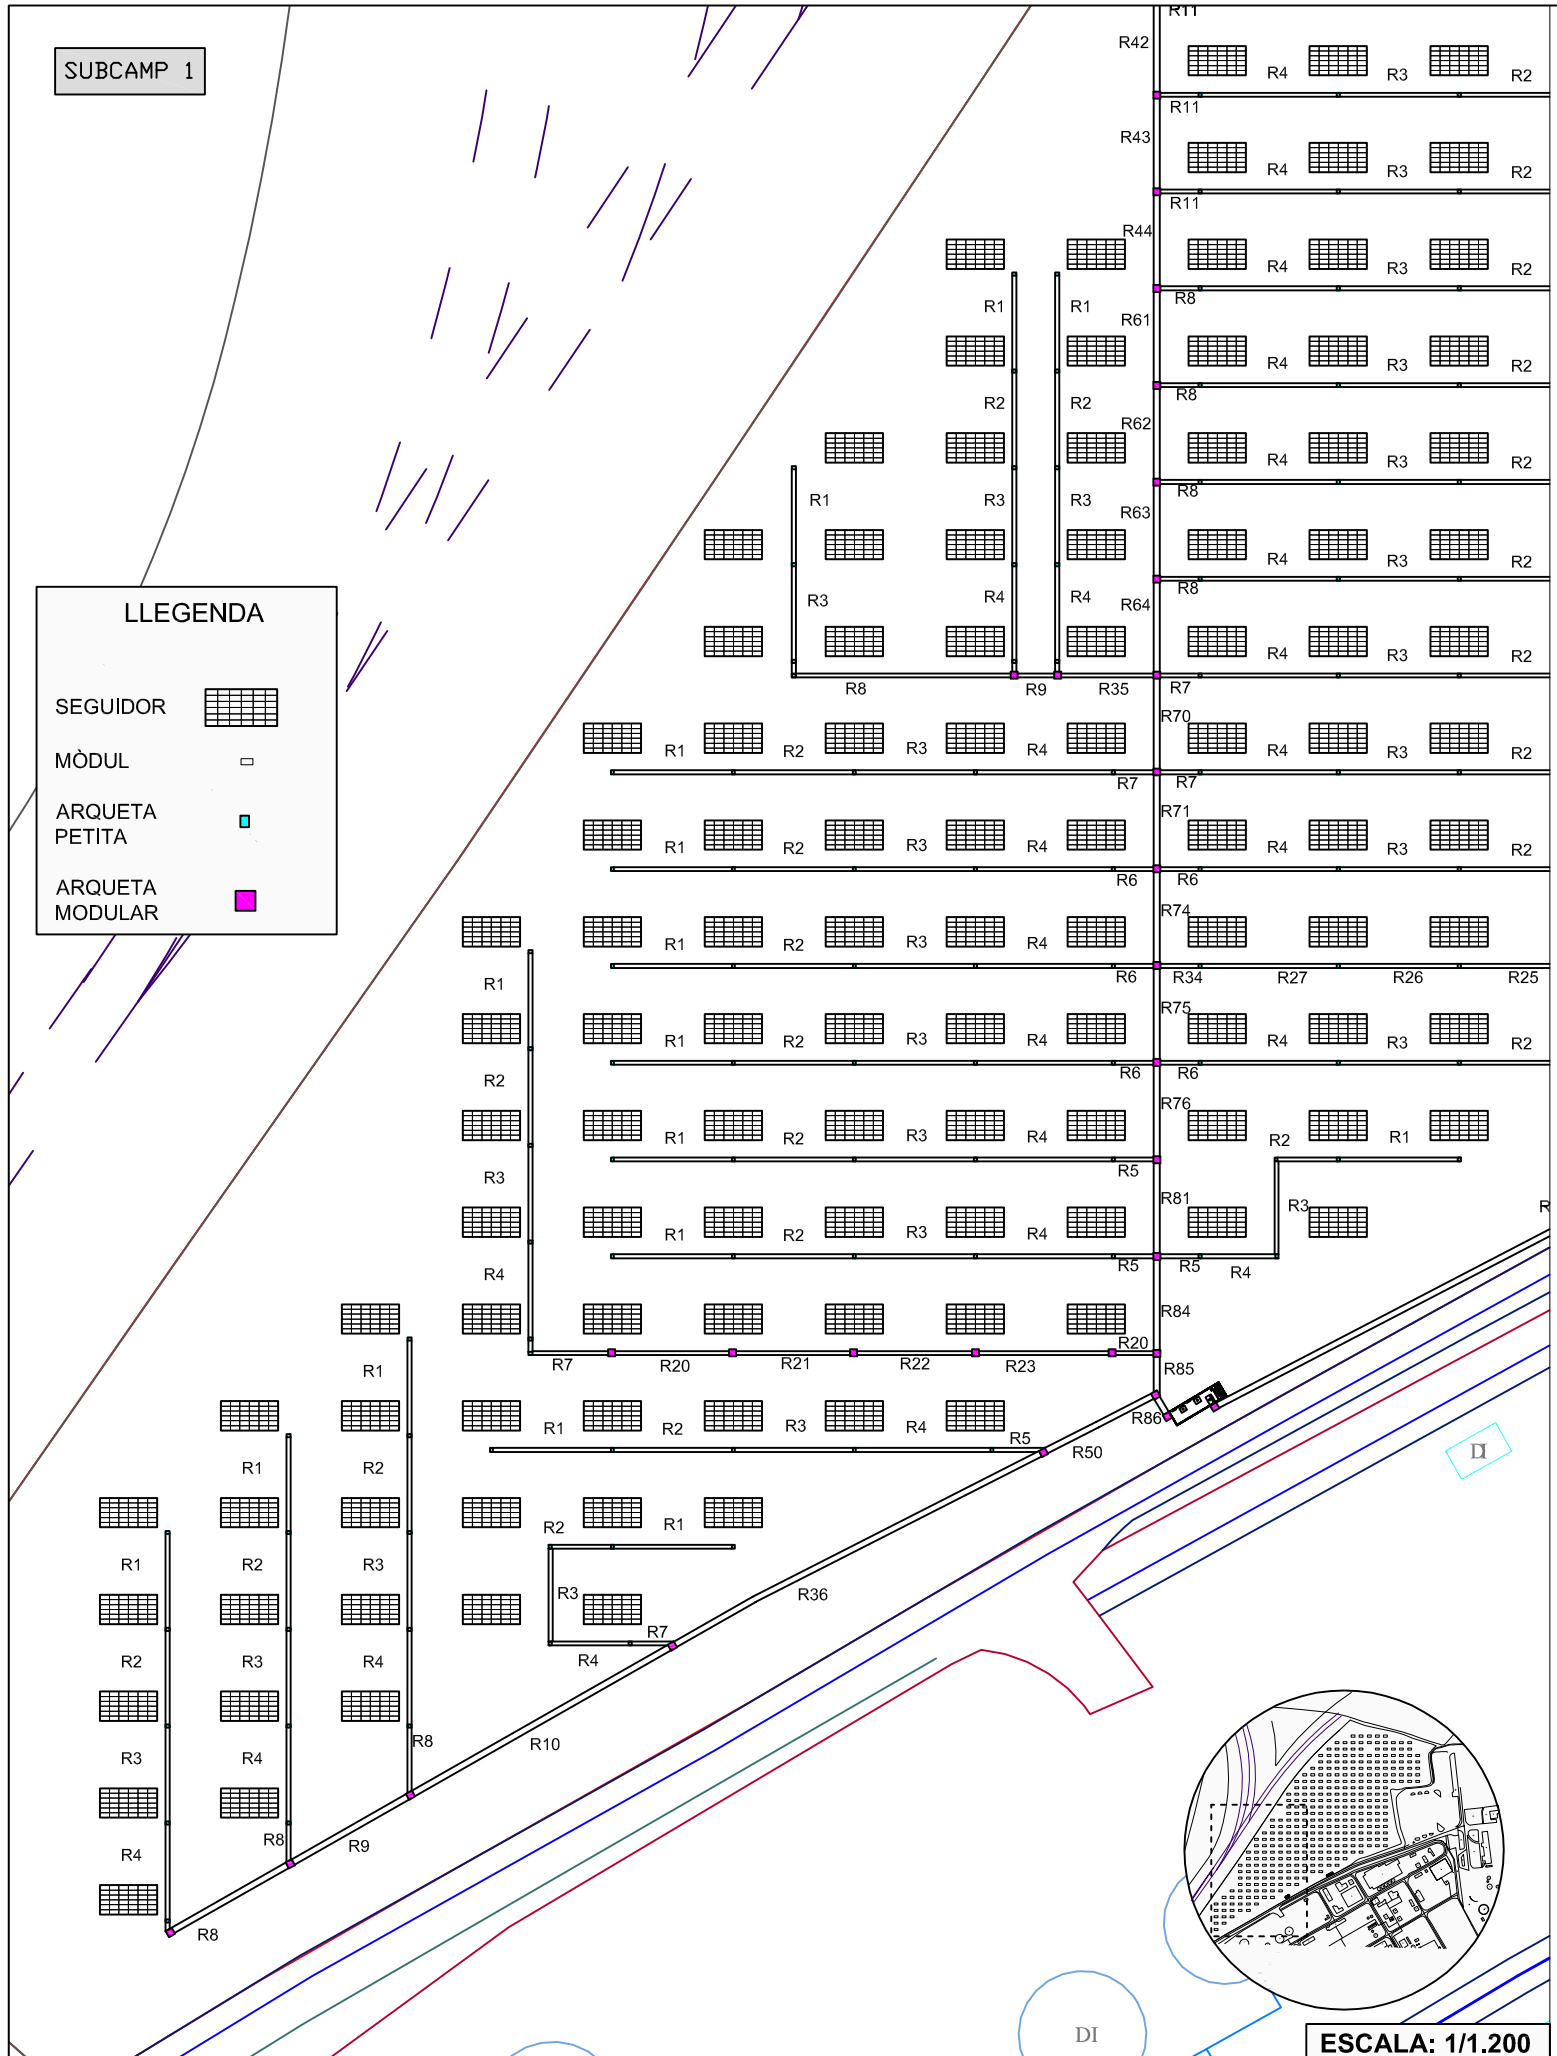 R11
R42
SUBCAMP 1
R4 R3 R2
R11
R43
R4 R3 R2
R11
R44
R4 R3 R2
R8
R1 R1 R61
R4 R3 R2
R8
R2 R2 R62
R4 R3 R2
R8
R1 R3 R3 R63
R4 R3 R2
R8
R3 R4 R4 R64
R4 R3 R2
R8 R9 R35 R7
R70
R1 R2 R3 R4 R4 R3 R2
R7 R7
R71
R1 R2 R3 R4 R4 R3 R2
R6 R6
R74
R1 R2 R3 R4
R6 R34 R27 R26 R25
R1
R75
R1 R2 R3 R4 R4 R3 R2
R6 R6
R2
R76
R1 R2 R3 R4 R2 R1
R5
R3
R81 R3 R
R1 R2 R3 R4
R5 R5 R4
R4
R84
R20
R7 R20 R21 R22 R23
R85
R1
R86
R1 R2 R3 R4 R5 R50
R1 R2
R2 R1
R1 R2 R3
R3 R36
R7
R4
R2 R3 R4
R8 R10
R3 R4
R8 R9
R4
R8
LLEGENDA
SEGUIDOR
MÒDUL
ARQUETA
PETITA
ARQUETA
MODULAR
DI
DI
ESCALA: 1/1.200